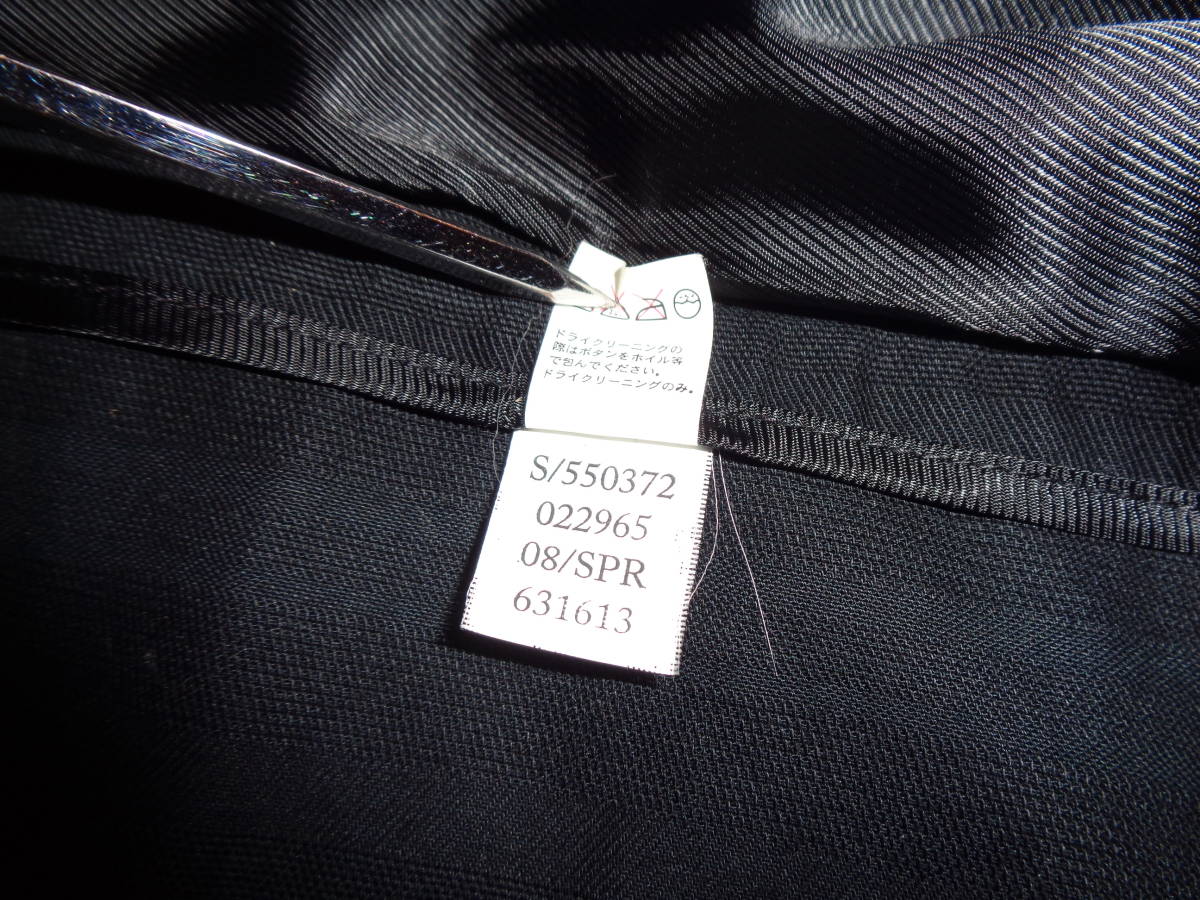 ドライクリーニングの
際はボタンをホイル等
で包んでください。
ドライクリーニングのみ。
S/550372
022965
08/SPR
631613